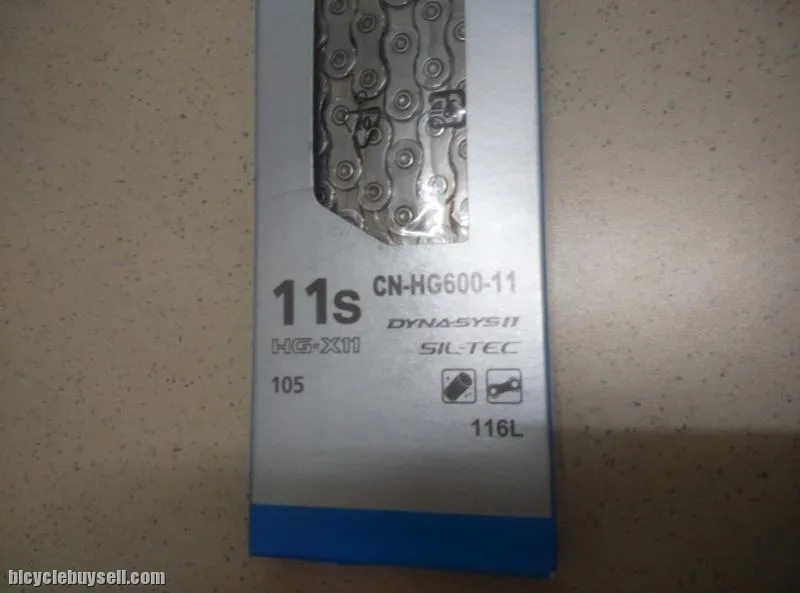 11s
CN-HG600-11
DYNA-SYS11
HG-X11
SIL-TEC
105
116L
bicyclebuysell.com